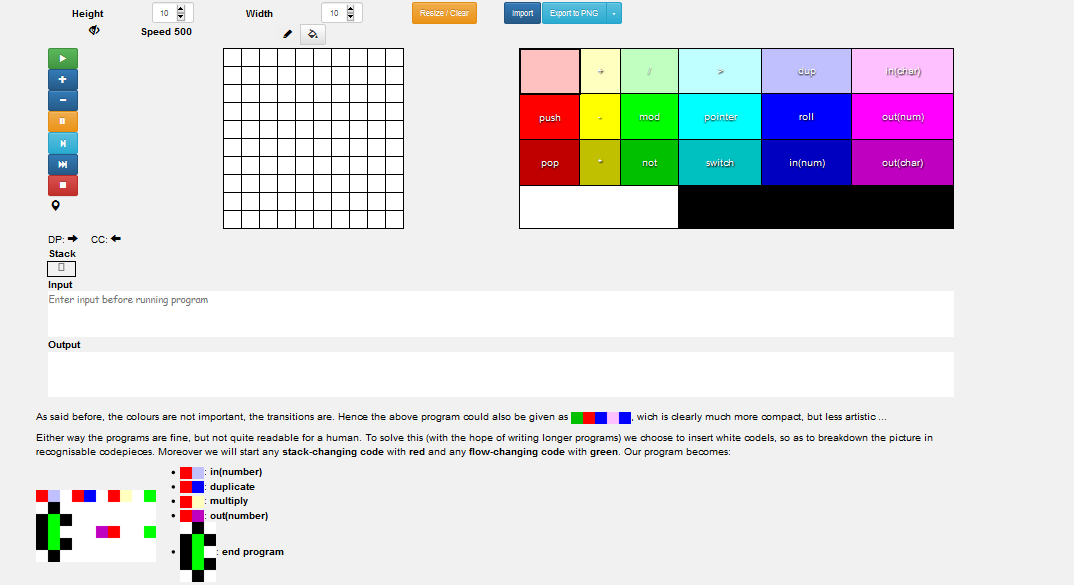 Height 10 Width 10 Resize / Clear Import Export to PNG
Speed 500
+ / > dup in(char)
push - mod pointer roll out(num)
pop * not switch in(num) out(char)
DP: CC:
Stack
Input
Enter input before running program
Output
As said before, the colours are not important, the transitions are. Hence the above program could also be given as , wich is clearly much more compact, but less artistic ...
Either way the programs are fine, but not quite readable for a human. To solve this (with the hope of writing longer programs) we choose to insert white codels, so as to breakdown the picture in
recognisable codepieces. Moreover we will start any stack-changing code with red and any flow-changing code with green. Our program becomes:
: in(number)
: duplicate
: multiply
: out(number)
: end program